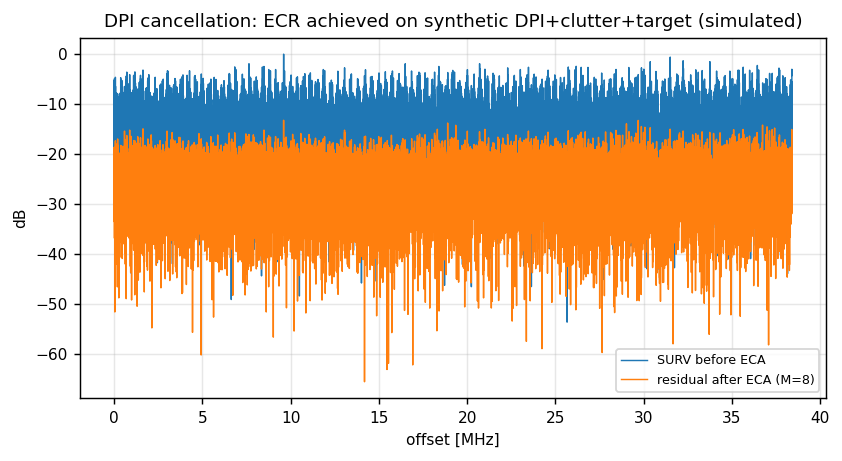 DPI cancellation: ECR achieved on synthetic DPI+clutter+target (simulated)
dB
0
−10
−20
−30
−40
−50
−60
0 5 10 15 20 25 30 35 40
offset [MHz]
SURV before ECA
residual after ECA (M=8)